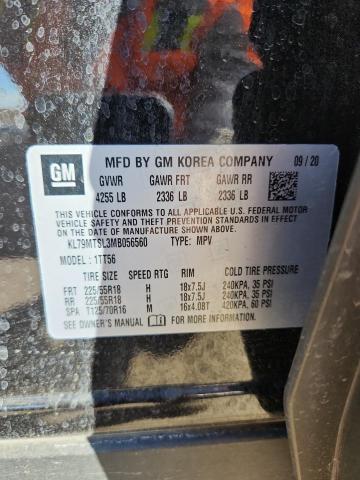 GM
MFD BY GM KOREA COMPANY 09/20
GVWR GAWR FRT GAWR RR
4255 LB 2336 LB 2336 LB
THIS VEHICLE CONFORMS TO ALL APPLICABLE U.S. FEDERAL MOTOR
VEHICLE SAFETY, BUMPER, AND THEFT PREVENTION STANDARDS IN
EFFECT ON THE DATE OF MANUFACTURE SHOWN ABOVE.
KL79MTSL3MB056560 TYPE: MPV
MODEL : 1TT56
TIRE SIZE SPEED RTG RIM COLD TIRE PRESSURE
FRT 225/55R18 H 18x7.5J 240KPA, 35 PSI
RR 225/55R18 H 18x7.5J 240KPA, 35 PSI
SPA T125/70R16 M 16x4.0BT 420KPA, 60 PSI
SEE OWNER'S MANUAL FOR MORE INFORMATION.